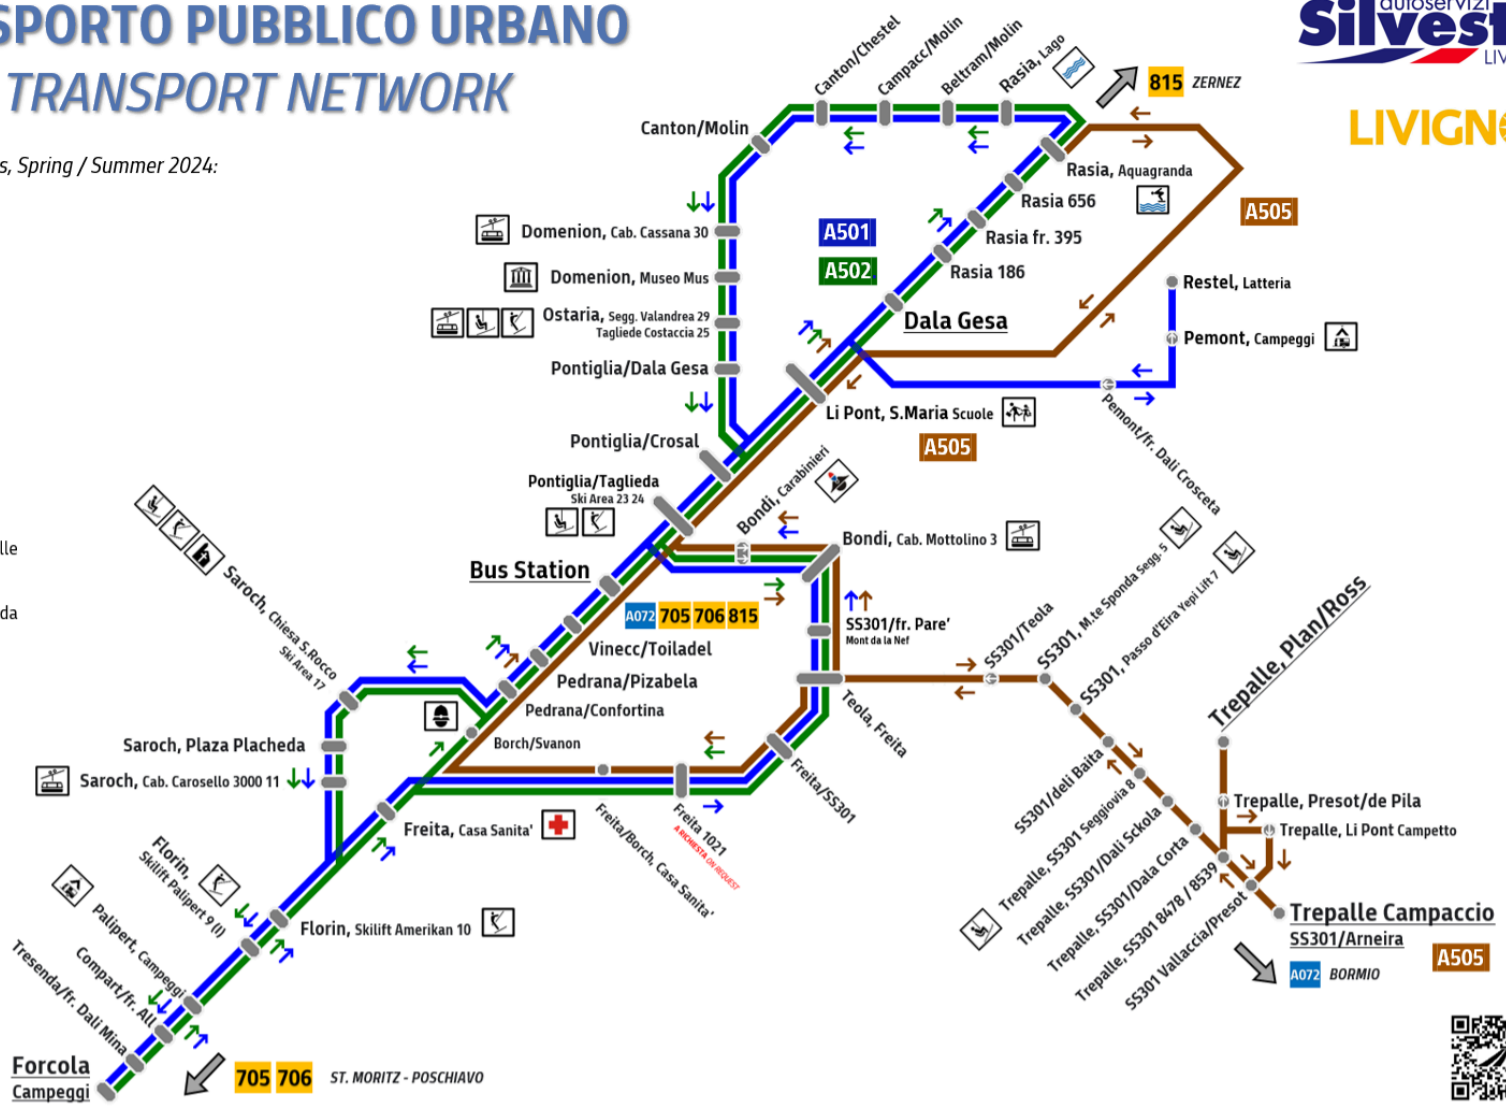 SPORTO PUBBLICO URBANO
TRANSPORT NETWORK
s, Spring / Summer 2024:
autoservizi
Silvest
LIV
LIVIGNO
815 ZERNEZ
Canton/Chestel
Campacc/Molin
Beltram/Molin
Rasia, Lago
Canton/Molin
Rasia, Aquagranda
Rasia 656
Rasia fr. 395
Rasia 186
A501
A502
A505
Domenion, Cab. Cassana 30
Domenion, Museo Mus
Ostaria, Segg. Valandrea 29
Tagliede Costaccia 25
Pontiglia/Dala Gesa
Dala Gesa
Restel, Latteria
Pemont, Campeggi
Pemont/fr. Dali Crosceta
Li Pont, S.Maria Scuole
A505
Pontiglia/Crosal
Pontiglia/Taglieda
Ski Area 23 24
Bondi, Carabinieri
Bondi, Cab. Mottolino 3
Bus Station
A072 705 706 815
lle
da
Saroch, Chiesa S.Rocco
Ski Area 17
Vinecc/Toiladel
Pedrana/Pizabela
Pedrana/Confortina
Borch/Svanon
SS301/fr. Pare'
Mont da la Nef
Teola, Freita
SS301/Teola
SS301, M.te Sponda Segg. 5
SS301, Passo d'Eira Yepi Lift 7
Trepalle, Plan/Ross
Saroch, Plaza Placheda
Saroch, Cab. Carosello 3000 11
Freita, Casa Sanita'
Freita/Borch, Casa Sanita'
Freita 1021
A RICHIESTA ON REQUEST
Freita/SS301
SS301/deli Baita
Trepalle, SS301 Seggiovia 8
Trepalle, SS301/Dali Sckola
Trepalle, SS301/Dala Corta
Trepalle, SS301 8478 / 8539
SS301 Vallaccia/Presot
Trepalle, Presot/de Pila
Trepalle, Li Pont Campetto
Trepalle Campaccio
SS301/Arneira
A505
A072 BORMIO
Florin,
Skilift Palipert 9 (I)
Florin, Skilift Amerikan 10
Palipert, Campeggi
Compart/fr. All
Tresenda/fr. Dali Mina
Forcola
Campeggi
705 706 ST. MORITZ - POSCHIAVO